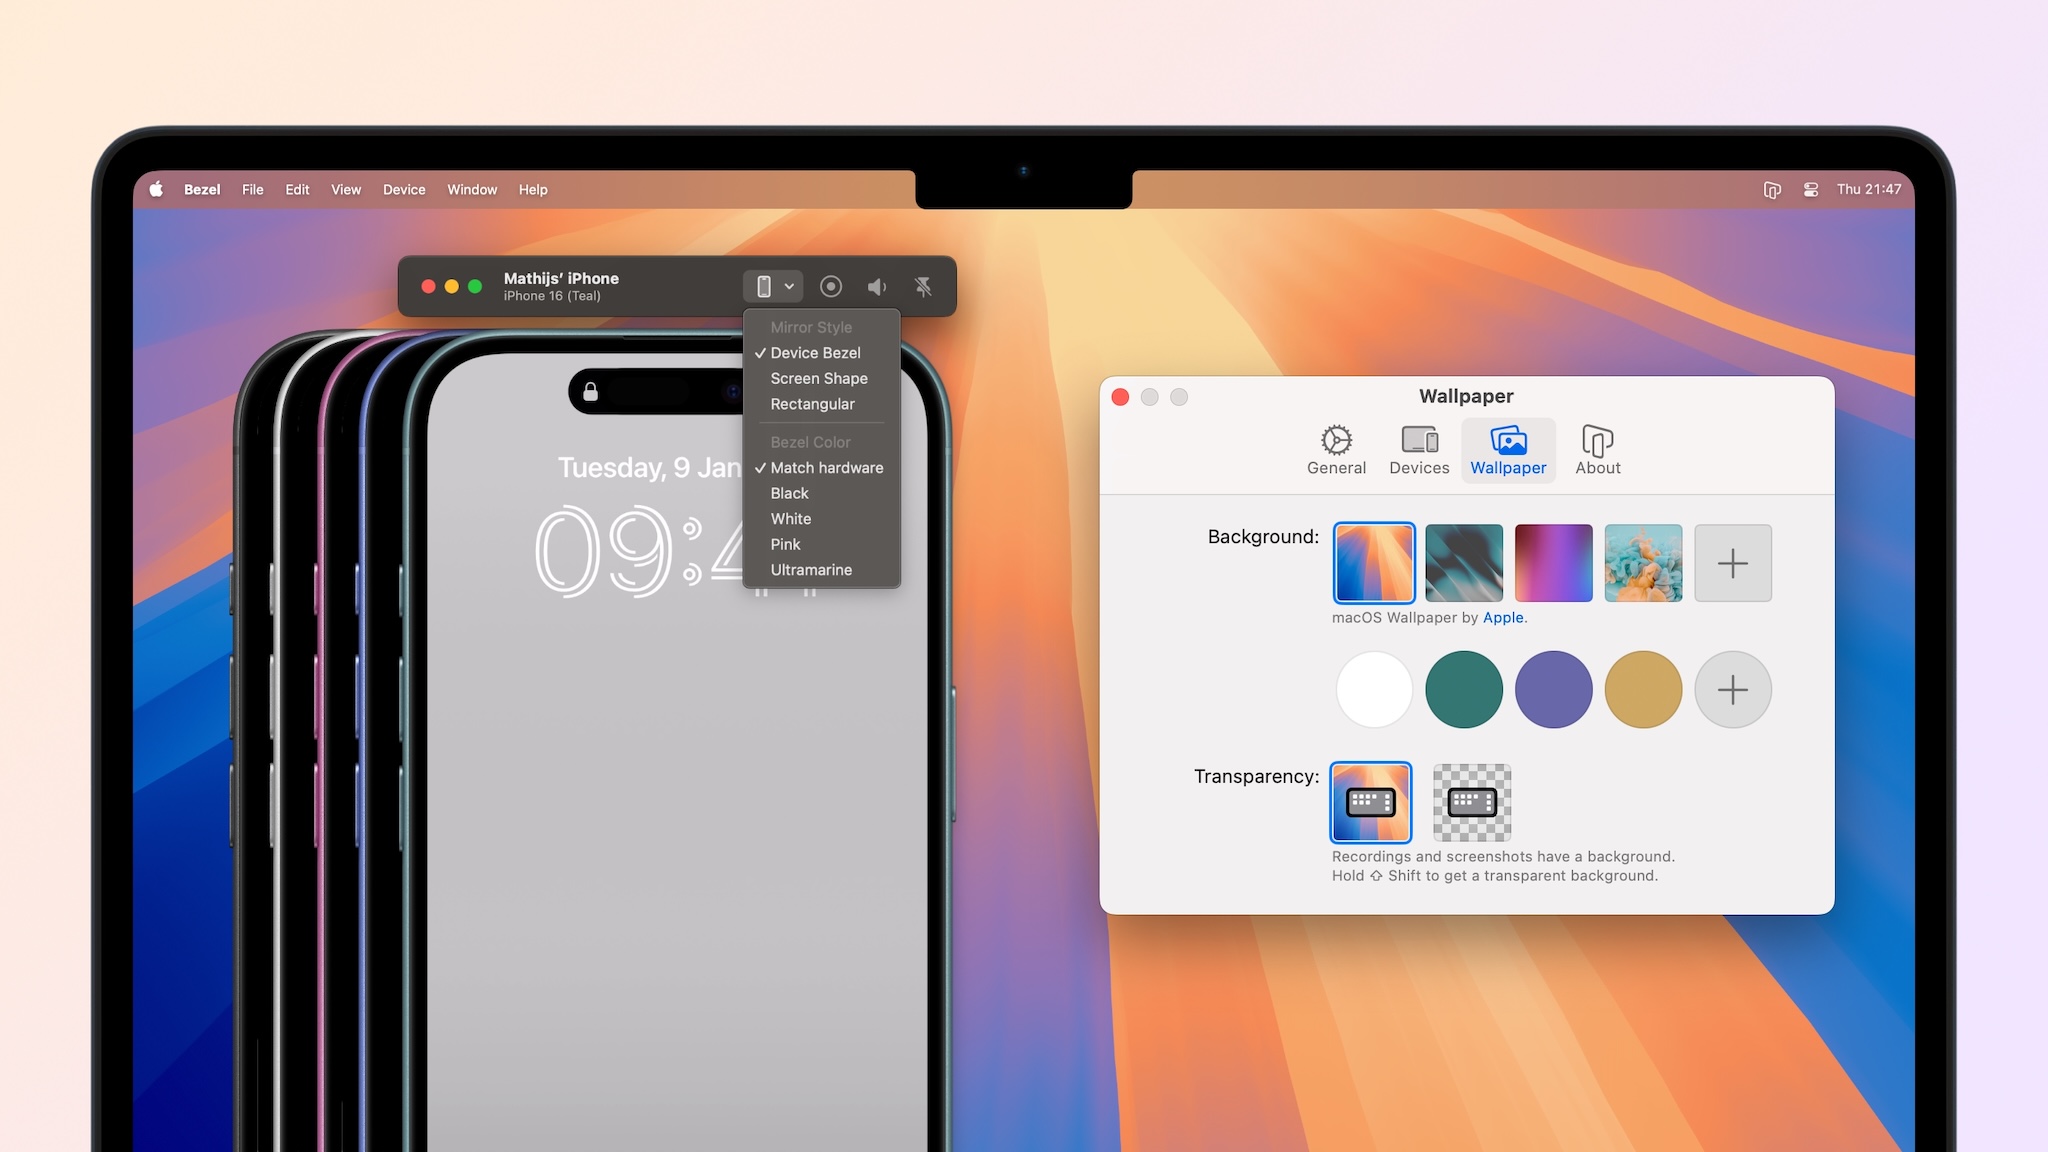 Bezel File Edit View Device Window Help
Thu 21:47
Mathijs’ iPhone
iPhone 16 (Teal)
Mirror Style
✓ Device Bezel
Screen Shape
Rectangular
Bezel Color
✓ Match hardware
Black
White
Pink
Ultramarine
Tuesday, 9 Jan
09:4
Wallpaper
General Devices Wallpaper About
Background:
macOS Wallpaper by Apple.
Transparency:
Recordings and screenshots have a background.
Hold ⇧ Shift to get a transparent background.